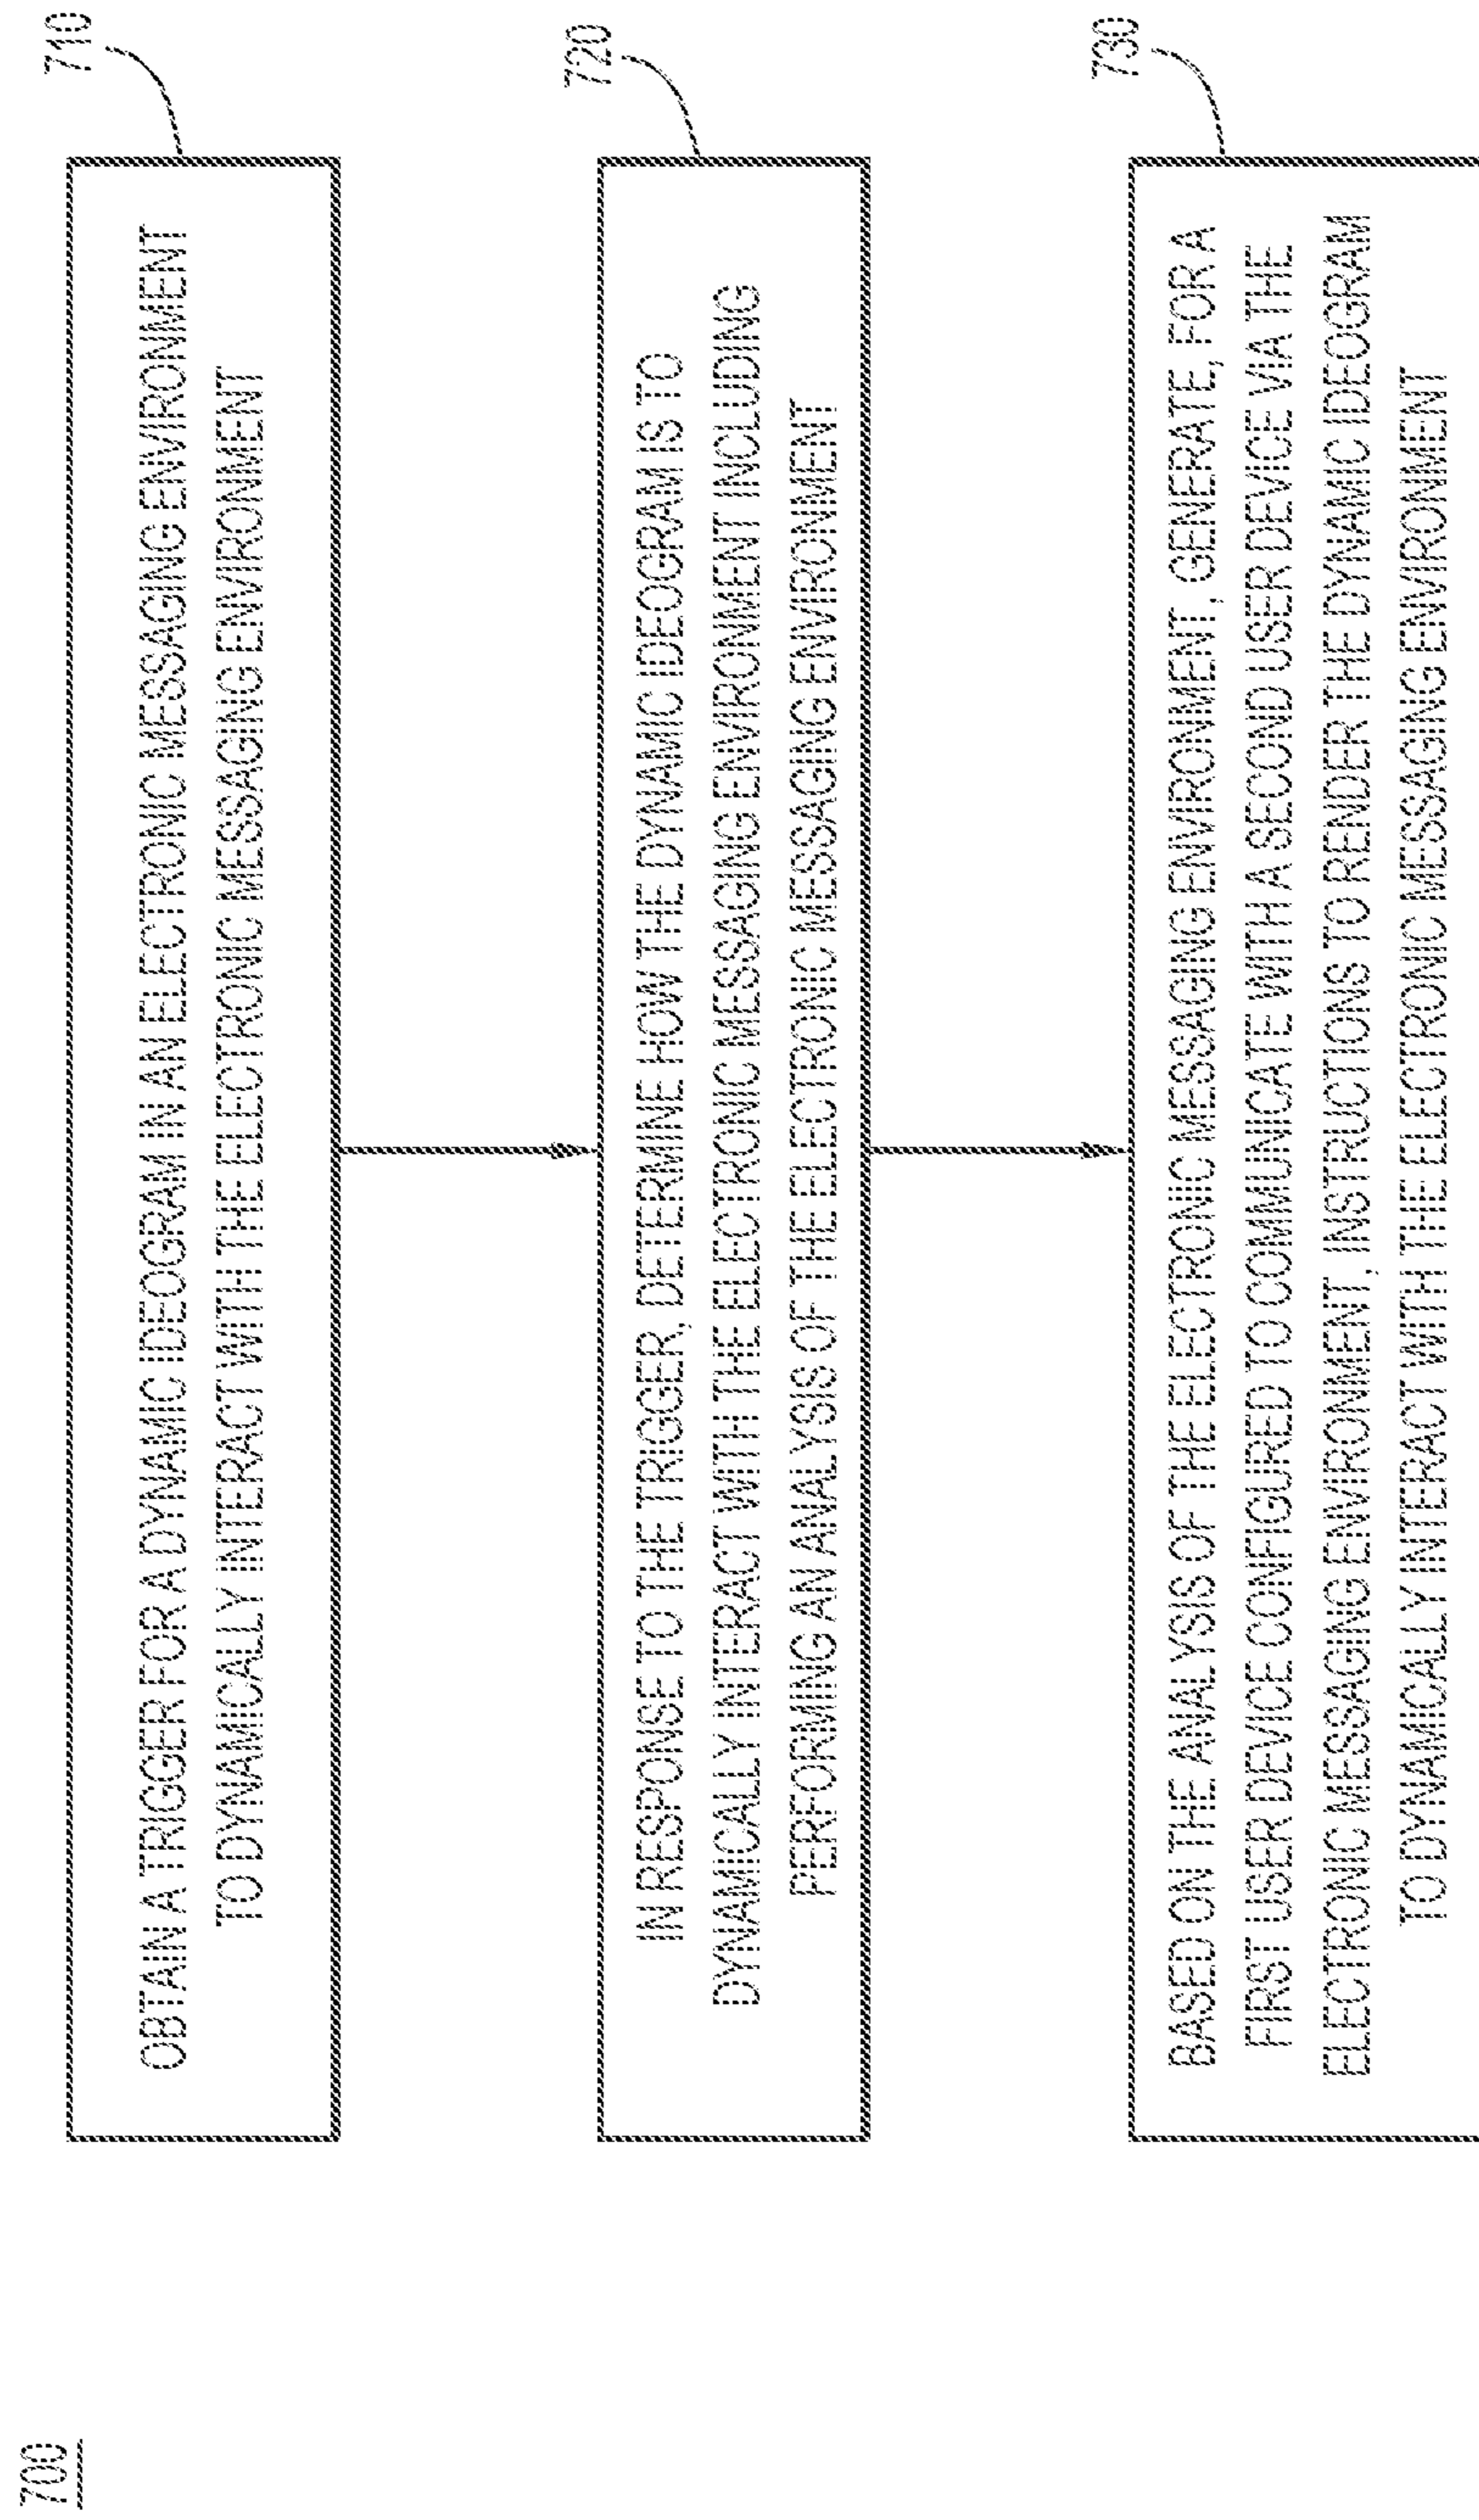 700
710
OBTAIN A TRIGGER FOR A DYNAMIC IDEOGRAM IN AN ELECTRONIC MESSAGING ENVIRONMENT
TO DYNAMICALLY INTERACT WITH THE ELECTRONIC MESSAGING ENVIRONMENT
720
IN RESPONSE TO THE TRIGGER, DETERMINE HOW THE DYNAMIC IDEOGRAM IS TO
DYNAMICALLY INTERACT WITH THE ELECTRONIC MESSAGING ENVIRONMENT INCLUDING
PERFORMING AN ANALYSIS OF THE ELECTRONIC MESSAGING ENVIRONMENT
730
BASED ON THE ANALYSIS OF THE ELECTRONIC MESSAGING ENVIRONMENT, GENERATE, FOR A
FIRST USER DEVICE CONFIGURED TO COMMUNICATE WITH A SECOND USER DEVICE VIA THE
ELECTRONIC MESSAGING ENVIRONMENT, INSTRUCTIONS TO RENDER THE DYNAMIC IDEOGRAM
TO DYNAMICALLY INTERACT WITH THE ELECTRONIC MESSAGING ENVIRONMENT